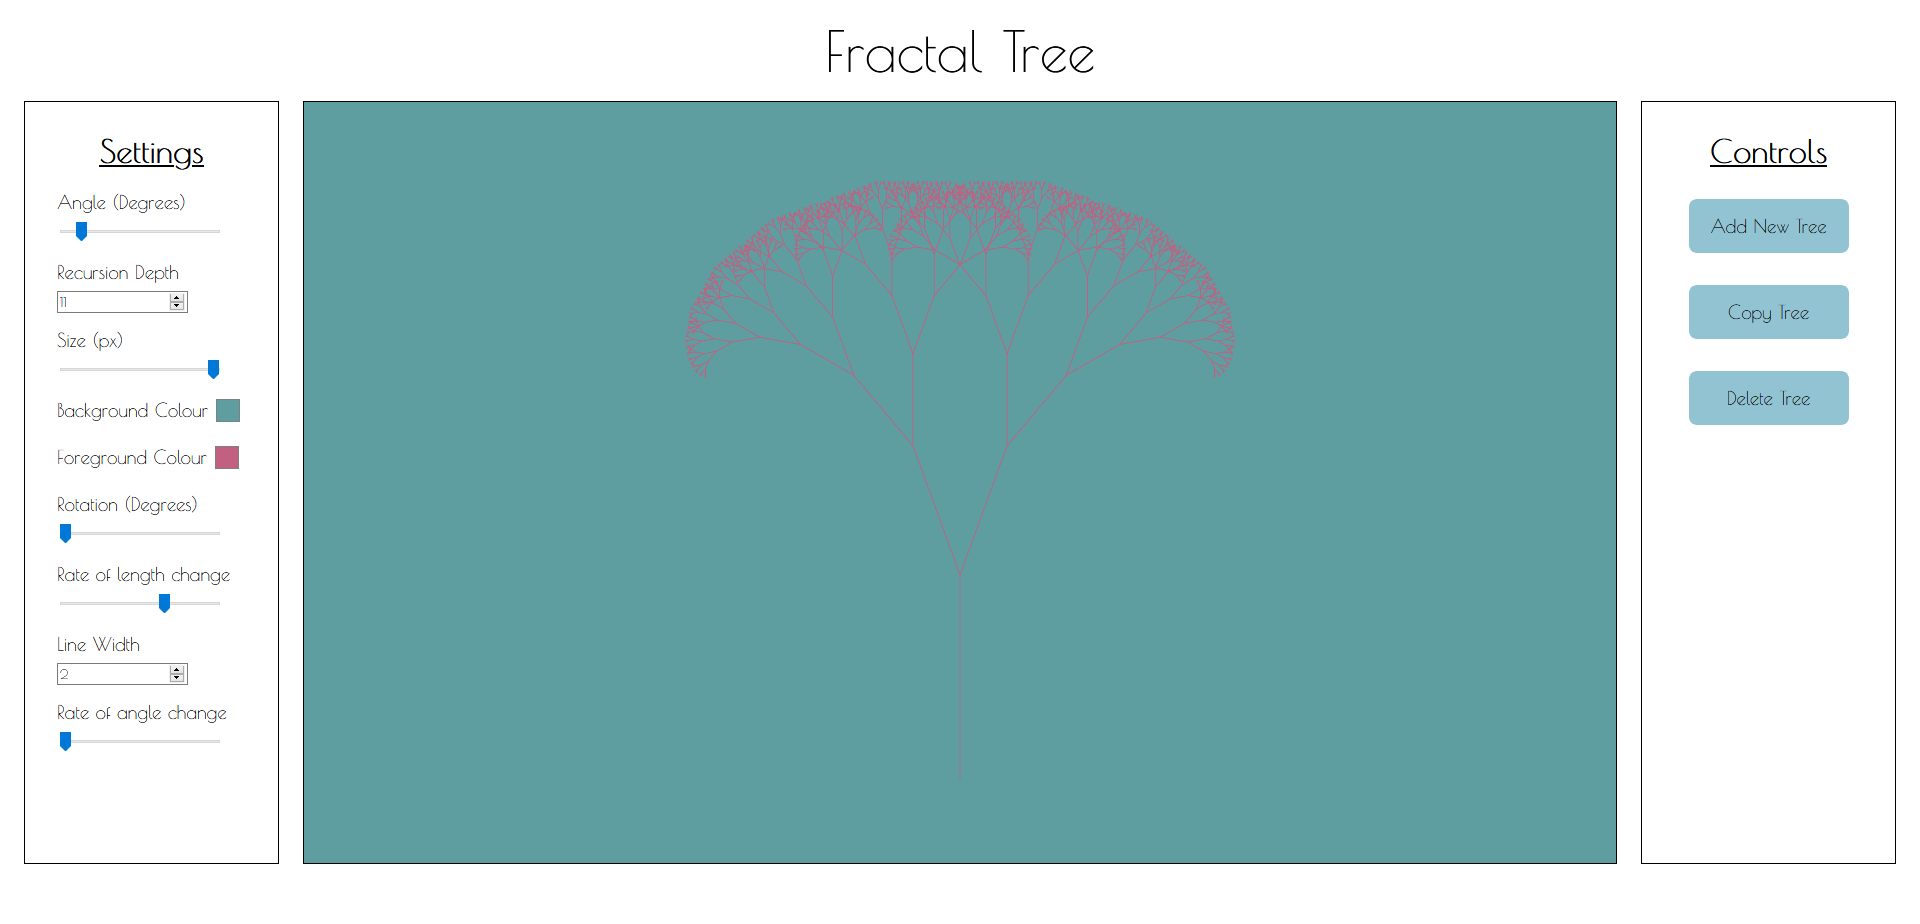 Fractal Tree
Settings
Angle (Degrees)
Recursion Depth
11
Size (px)
Background Colour
Foreground Colour
Rotation (Degrees)
Rate of length change
Line Width
2
Rate of angle change
Controls
Add New Tree
Copy Tree
Delete Tree